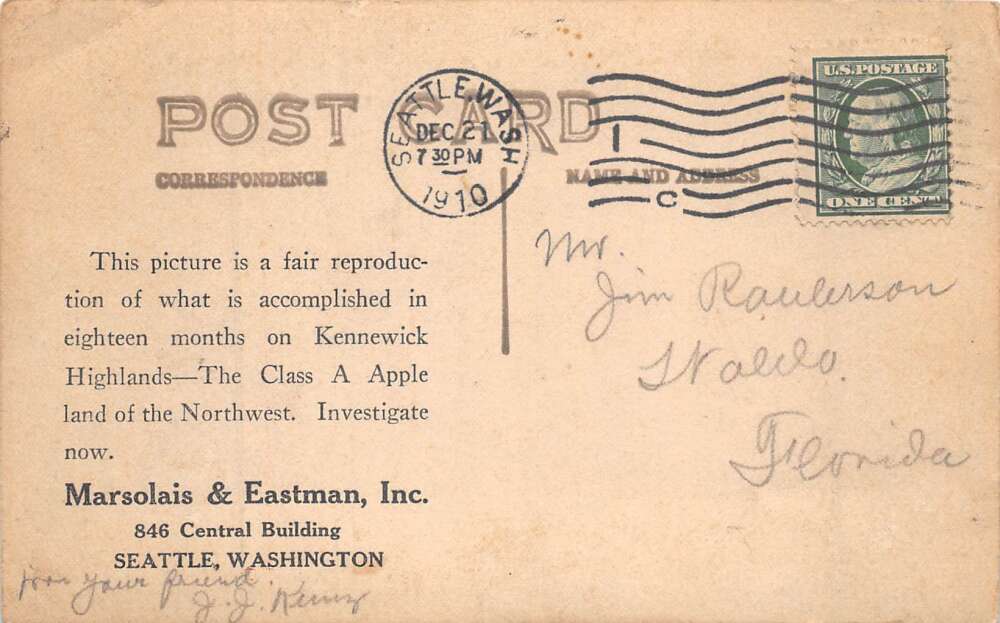 POST CARD
CORRESPONDENCE
NAME AND ADDRESS
SEATTLE, WASH
DEC 21
7 30 PM
1910
1
C
U.S. POSTAGE
ONE CENT
This picture is a fair reproduc-
tion of what is accomplished in
eighteen months on Kennewick
Highlands—The Class A Apple
land of the Northwest. Investigate
now.
Marsolais & Eastman, Inc.
846 Central Building
SEATTLE, WASHINGTON
your friend.
J. J.
Mr.
Jim Raulerson
Waldo.
Florida